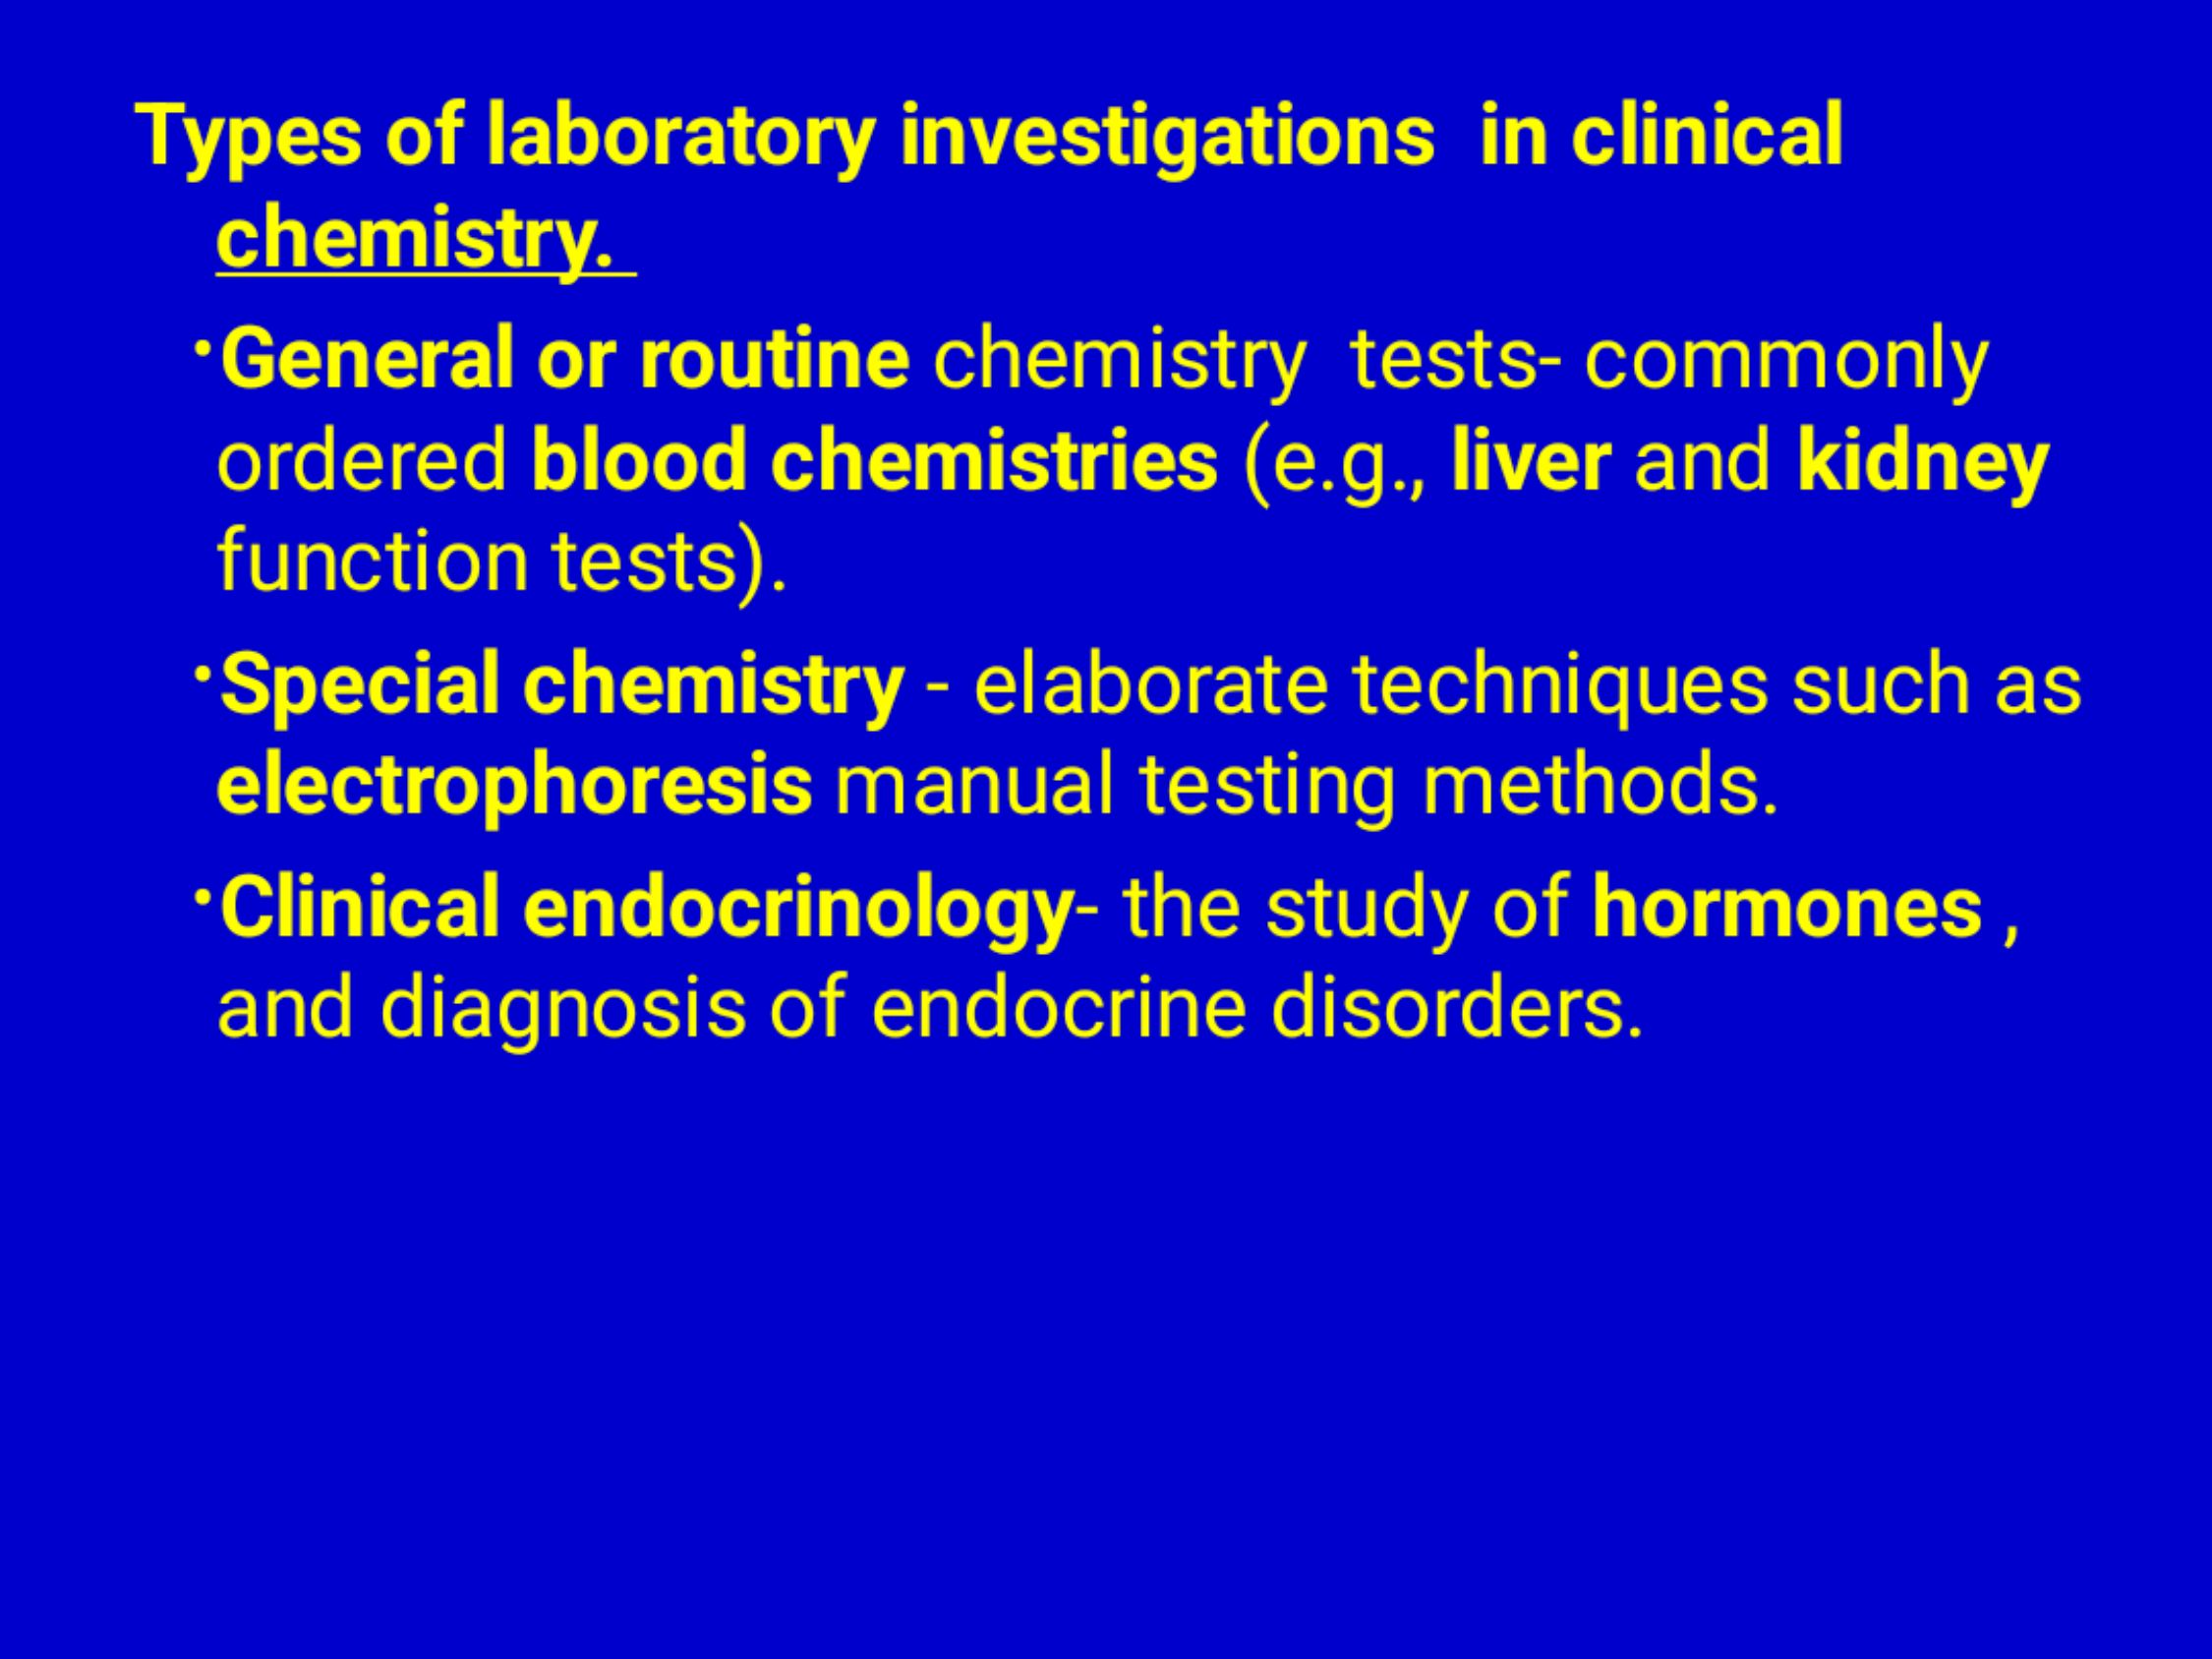 Types of laboratory investigations  in clinical
chemistry.
•General or routine chemistry  tests- commonly
ordered blood chemistries (e.g., liver and kidney
function tests).
•Special chemistry - elaborate techniques such as
electrophoresis manual testing methods.
•Clinical endocrinology- the study of hormones ,
and diagnosis of endocrine disorders.